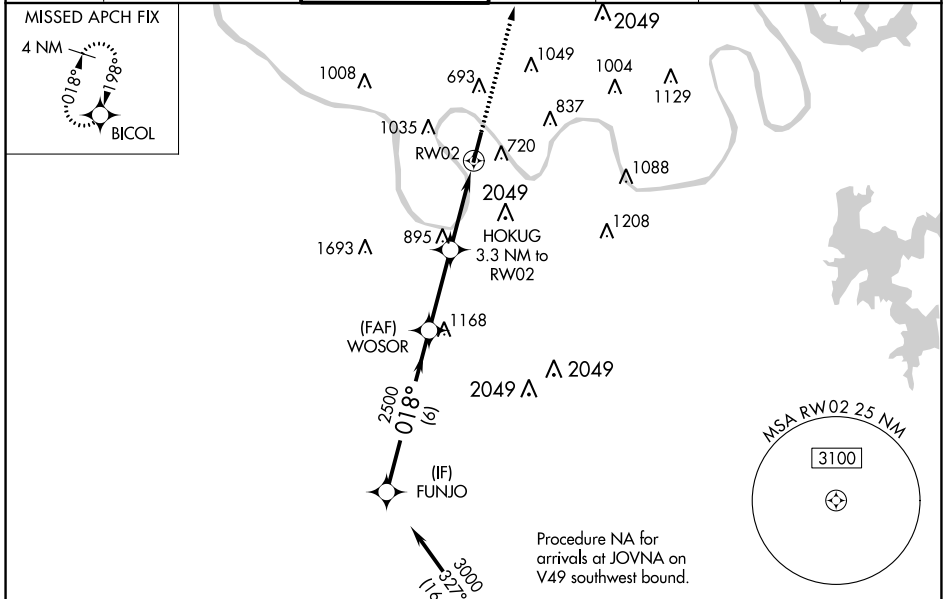 MISSED APCH FIX
4 NM
018°
198°
BICOL
2049
1049
1008
693
1004
1129
837
1035
RW02
720
1088
2049
1208
895
HOKUG
3.3 NM to
RW02
1693
(FAF)
WOSOR
1168
2049
2049
2500
018°
(6)
(IF)
FUNJO
MSA RW02 25 NM
3100
Procedure NA for
arrivals at JOVNA on
V49 southwest bound.
3000
327°